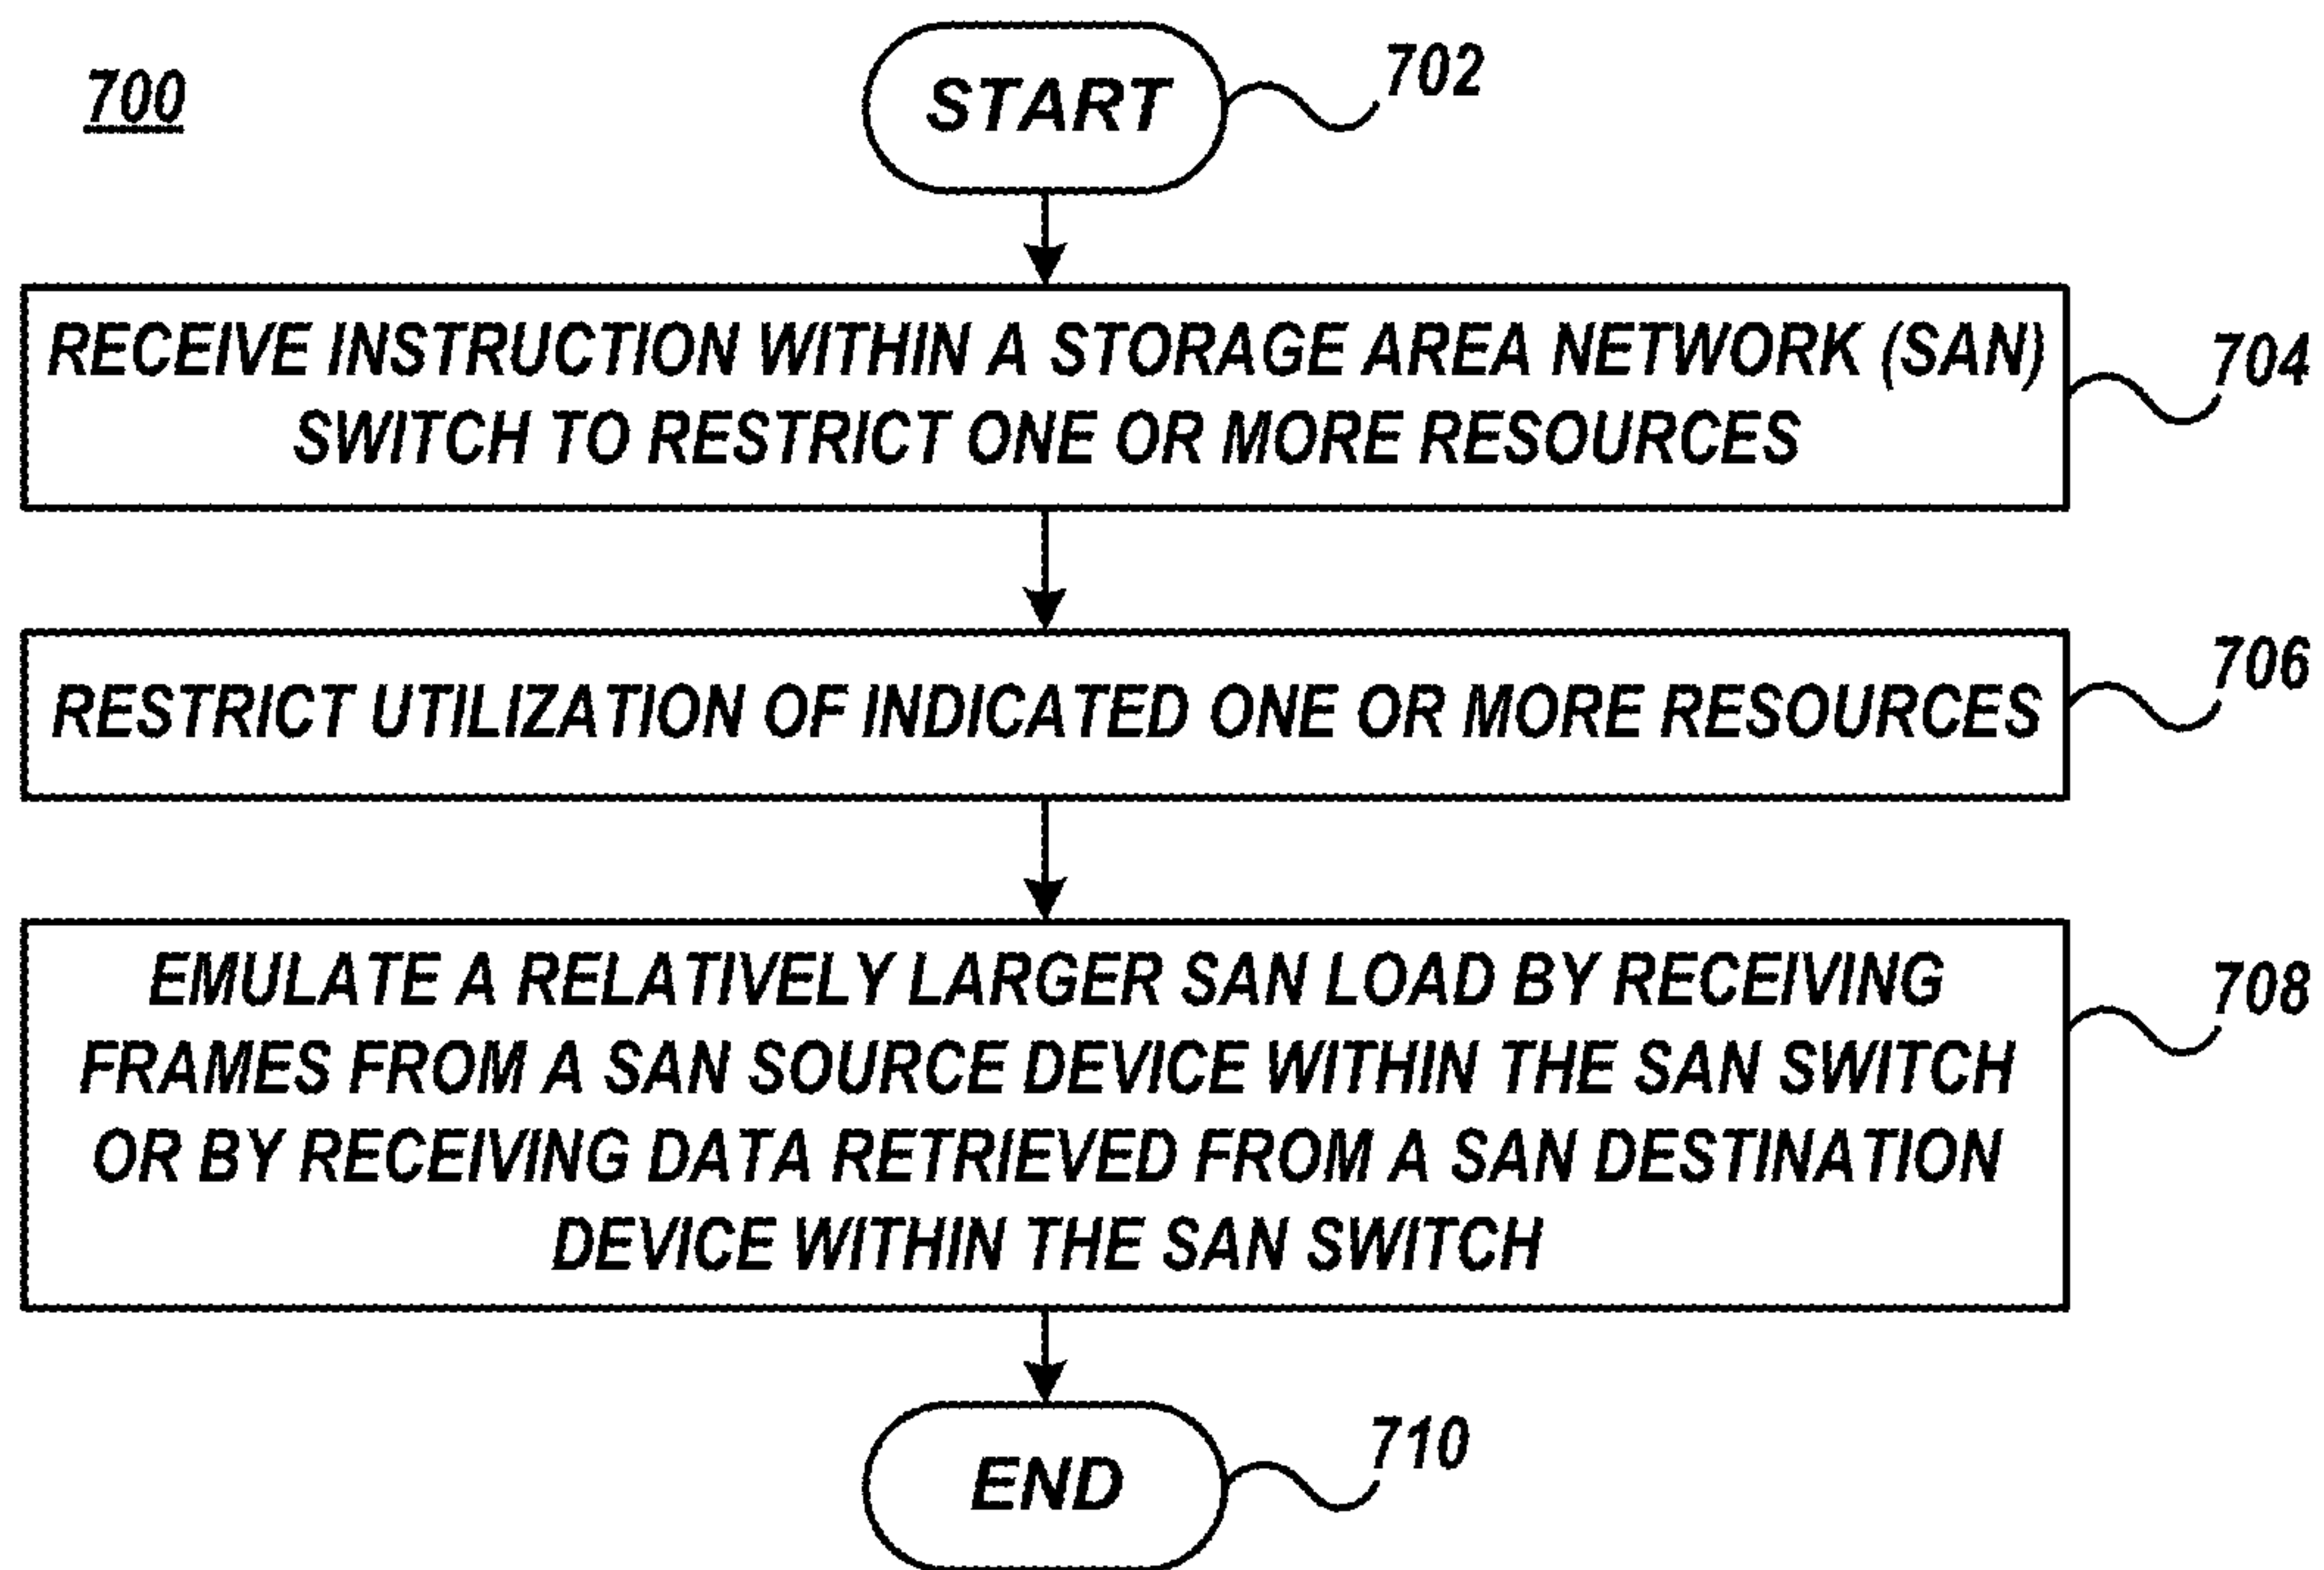 700
START
702
RECEIVE INSTRUCTION WITHIN A STORAGE AREA NETWORK (SAN)
SWITCH TO RESTRICT ONE OR MORE RESOURCES
704
RESTRICT UTILIZATION OF INDICATED ONE OR MORE RESOURCES
706
EMULATE A RELATIVELY LARGER SAN LOAD BY RECEIVING
FRAMES FROM A SAN SOURCE DEVICE WITHIN THE SAN SWITCH
OR BY RECEIVING DATA RETRIEVED FROM A SAN DESTINATION
DEVICE WITHIN THE SAN SWITCH
708
END
710